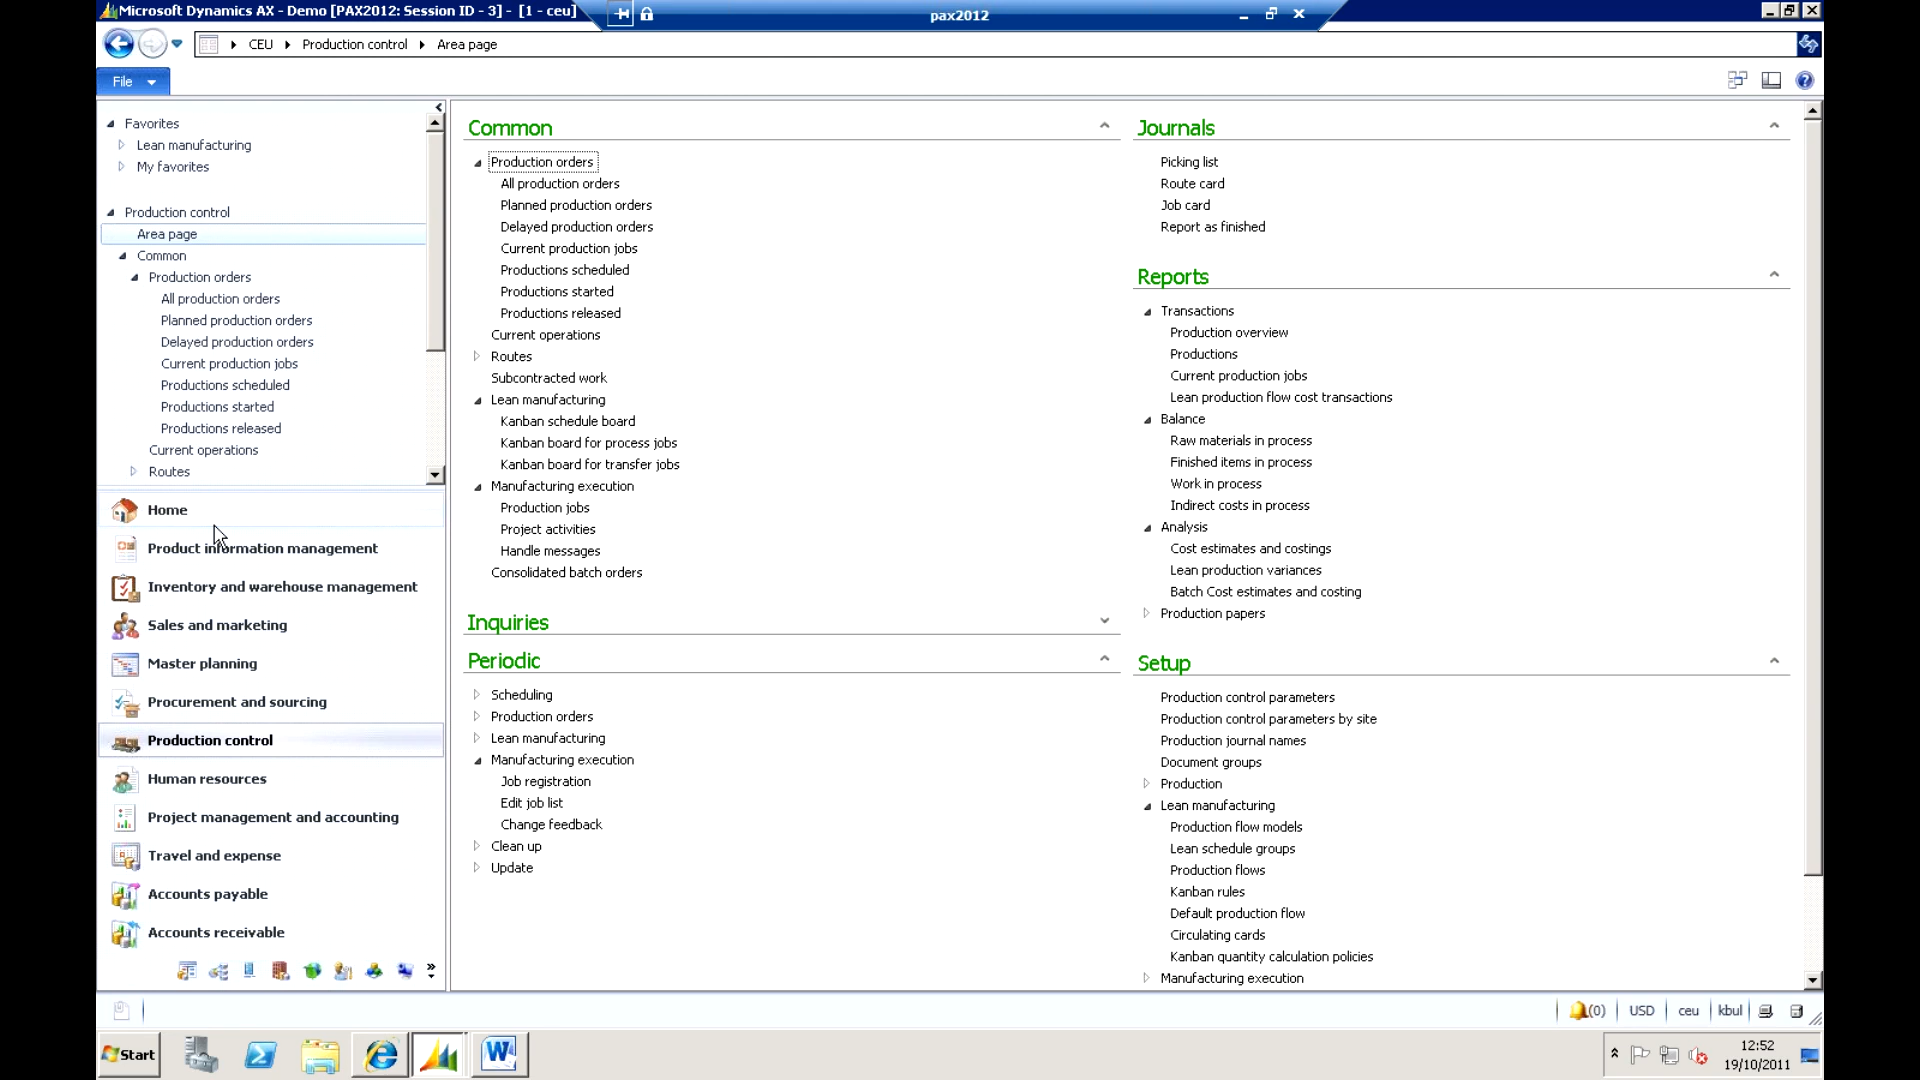 Microsoft Dynamics AX - Demo [PAX2012: Session ID - 3] - [1 - ceu]
pax2012
CEU
Production control
Area page
File
Favorites
Lean manufacturing
My favorites
Production control
Area page
Common
Production orders
All production orders
Planned production orders
Delayed production orders
Current production jobs
Productions scheduled
Productions started
Productions released
Current operations
Routes
Home
Product information management
Inventory and warehouse management
Sales and marketing
Master planning
Procurement and sourcing
Production control
Human resources
Project management and accounting
Travel and expense
Accounts payable
Accounts receivable
Common
Production orders
All production orders
Planned production orders
Delayed production orders
Current production jobs
Productions scheduled
Productions started
Productions released
Current operations
Routes
Subcontracted work
Lean manufacturing
Kanban schedule board
Kanban board for process jobs
Kanban board for transfer jobs
Manufacturing execution
Production jobs
Project activities
Handle messages
Consolidated batch orders
Inquiries
Periodic
Scheduling
Production orders
Lean manufacturing
Manufacturing execution
Job registration
Edit job list
Change feedback
Clean up
Update
Journals
Picking list
Route card
Job card
Report as finished
Reports
Transactions
Production overview
Productions
Current production jobs
Lean production flow cost transactions
Balance
Raw materials in process
Finished items in process
Work in process
Indirect costs in process
Analysis
Cost estimates and costings
Lean production variances
Batch Cost estimates and costing
Production papers
Setup
Production control parameters
Production control parameters by site
Production journal names
Document groups
Production
Lean manufacturing
Production flow models
Lean schedule groups
Production flows
Kanban rules
Default production flow
Circulating cards
Kanban quantity calculation policies
Manufacturing execution
(0)
USD
ceu
kbul
Start
12:52
19/10/2011